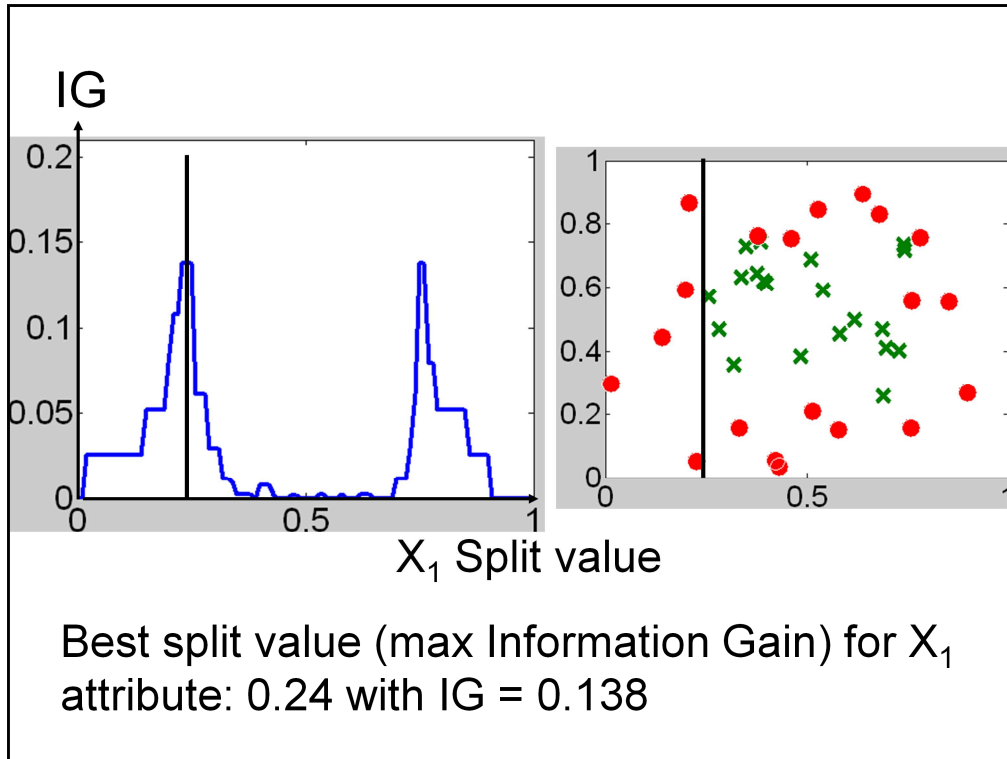 IG
0.2
0.15
0.1
0.05
0
0 0.5 1
1
0.8
0.6
0.4
0.2
0
0 0.5 1
X₁ Split value
Best split value (max Information Gain) for X₁
attribute: 0.24 with IG = 0.138